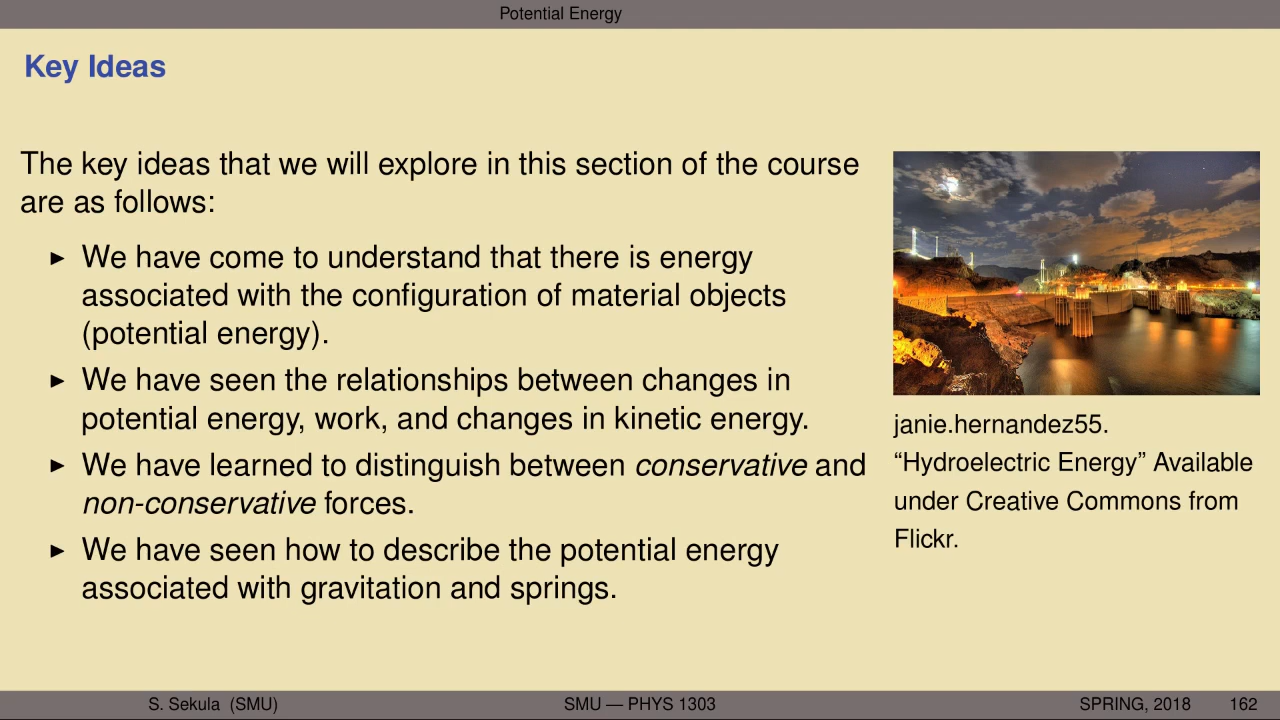 Potential Energy
Key Ideas
The key ideas that we will explore in this section of the course
are as follows:
▶ We have come to understand that there is energy
associated with the configuration of material objects
(potential energy).
▶ We have seen the relationships between changes in
potential energy, work, and changes in kinetic energy.
▶ We have learned to distinguish between conservative and
non-conservative forces.
▶ We have seen how to describe the potential energy
associated with gravitation and springs.
janie.hernandez55.
“Hydroelectric Energy” Available
under Creative Commons from
Flickr.
S. Sekula (SMU) SMU — PHYS 1303 SPRING, 2018 162